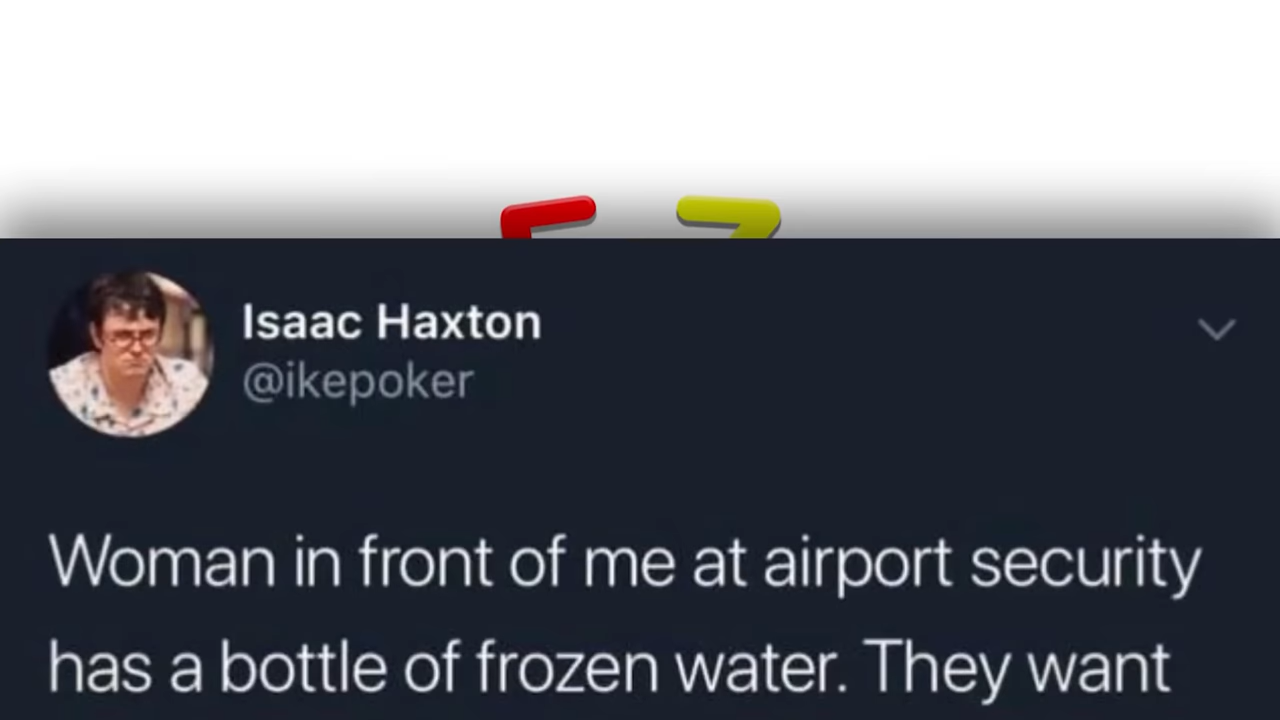 Isaac Haxton
@ikepoker
Woman in front of me at airport security
has a bottle of frozen water. They want